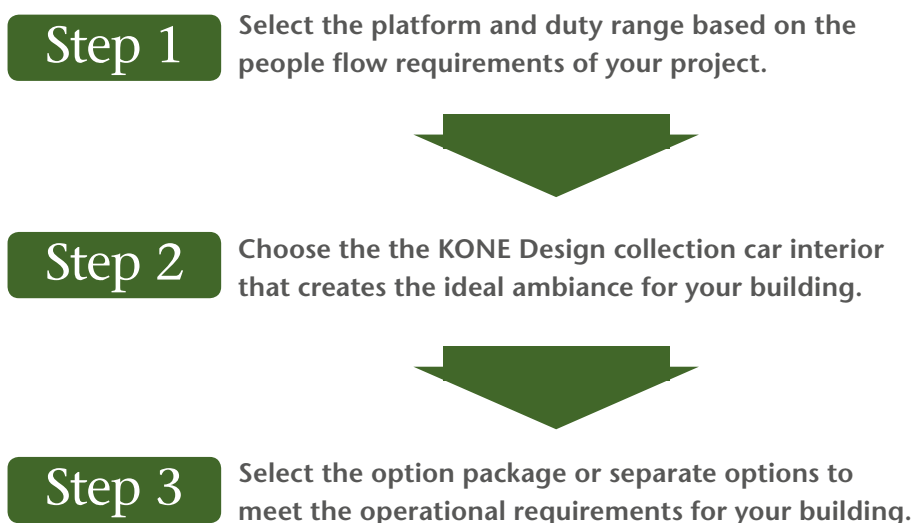 Step 1
Select the platform and duty range based on the
people flow requirements of your project.
Step 2
Choose the the KONE Design collection car interior
that creates the ideal ambiance for your building.
Step 3
Select the option package or separate options to
meet the operational requirements for your building.